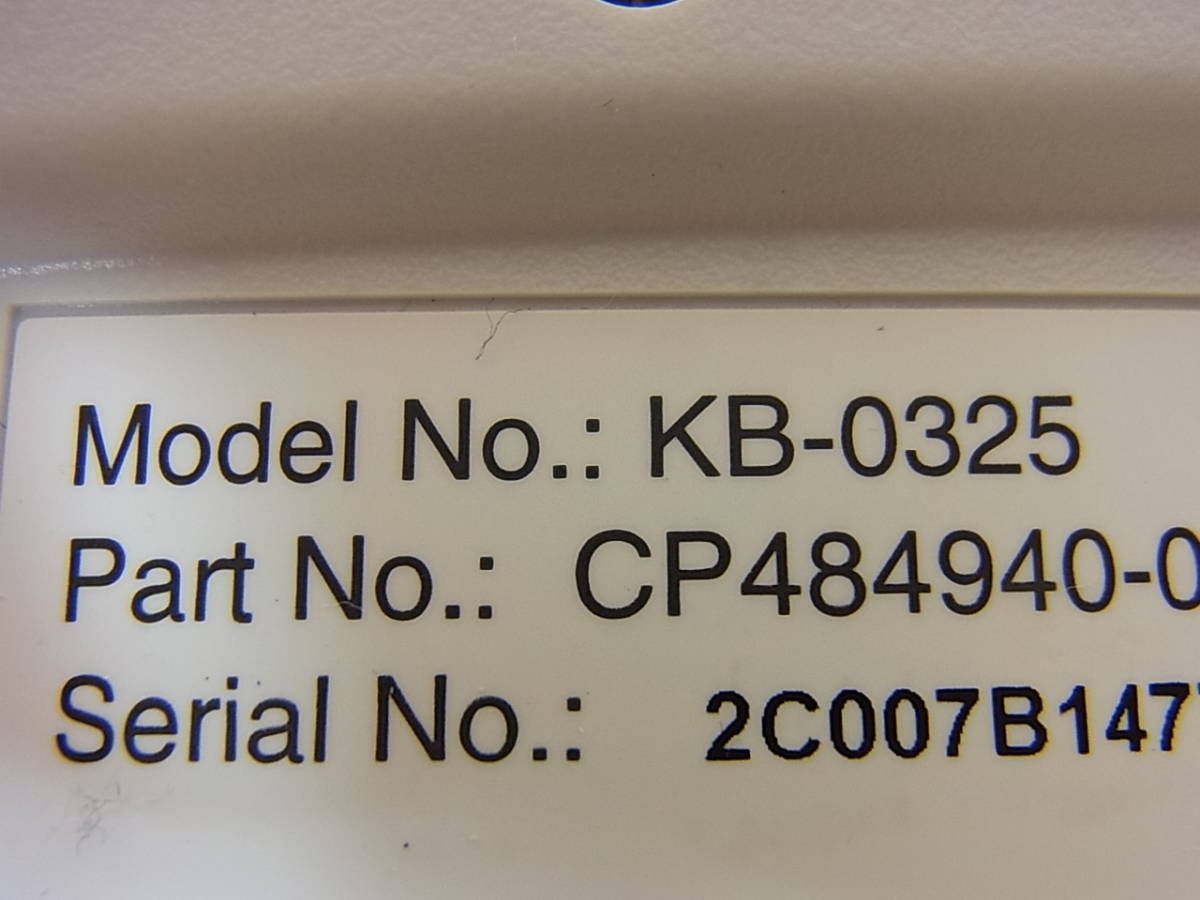 Model No.: KB-0325
Part No.: CP484940-0
Serial No.: 2C007B147